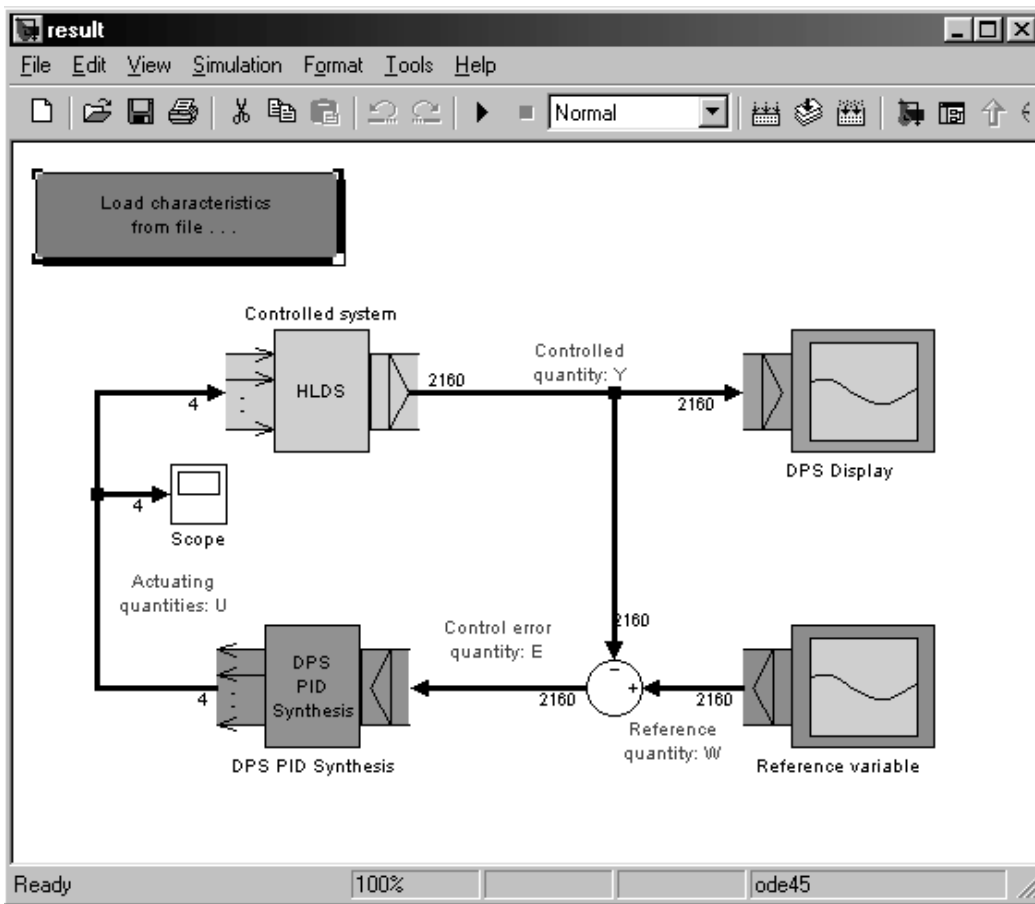 result
File Edit View Simulation Format Tools Help
Normal
Load characteristics
from file . . .
Controlled system
HLDS
4
2160
Controlled
quantity: Y
2160
DPS Display
4
Scope
Actuating
quantities: U
2160
Control error
quantity: E
DPS
PID
Synthesis
4
2160
- +
2160
Reference
quantity: W
DPS PID Synthesis
Reference variable
Ready 100% ode45